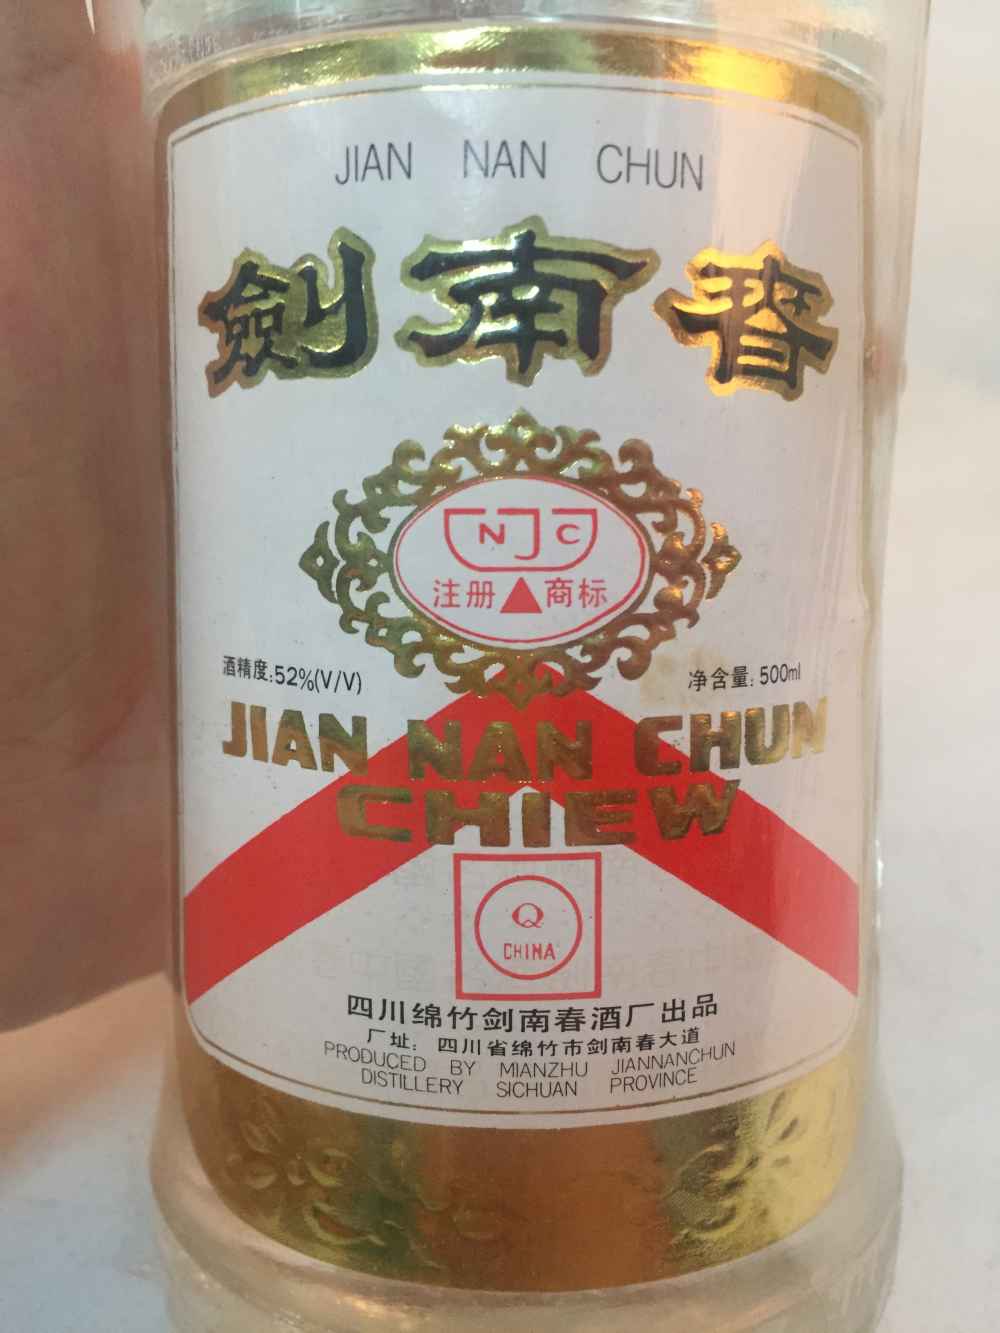 JIAN NAN CHUN
劍南春
NJC
注册 商标
酒精度:52%(V/V)
净含量:500ml
JIAN NAN CHUN
CHIEW
Q
CHINA
四川绵竹剑南春酒厂出品
厂址：四川省绵竹市剑南春大道
PRODUCED BY MIANZHU JIANNANCHUN
DISTILLERY SICHUAN PROVINCE